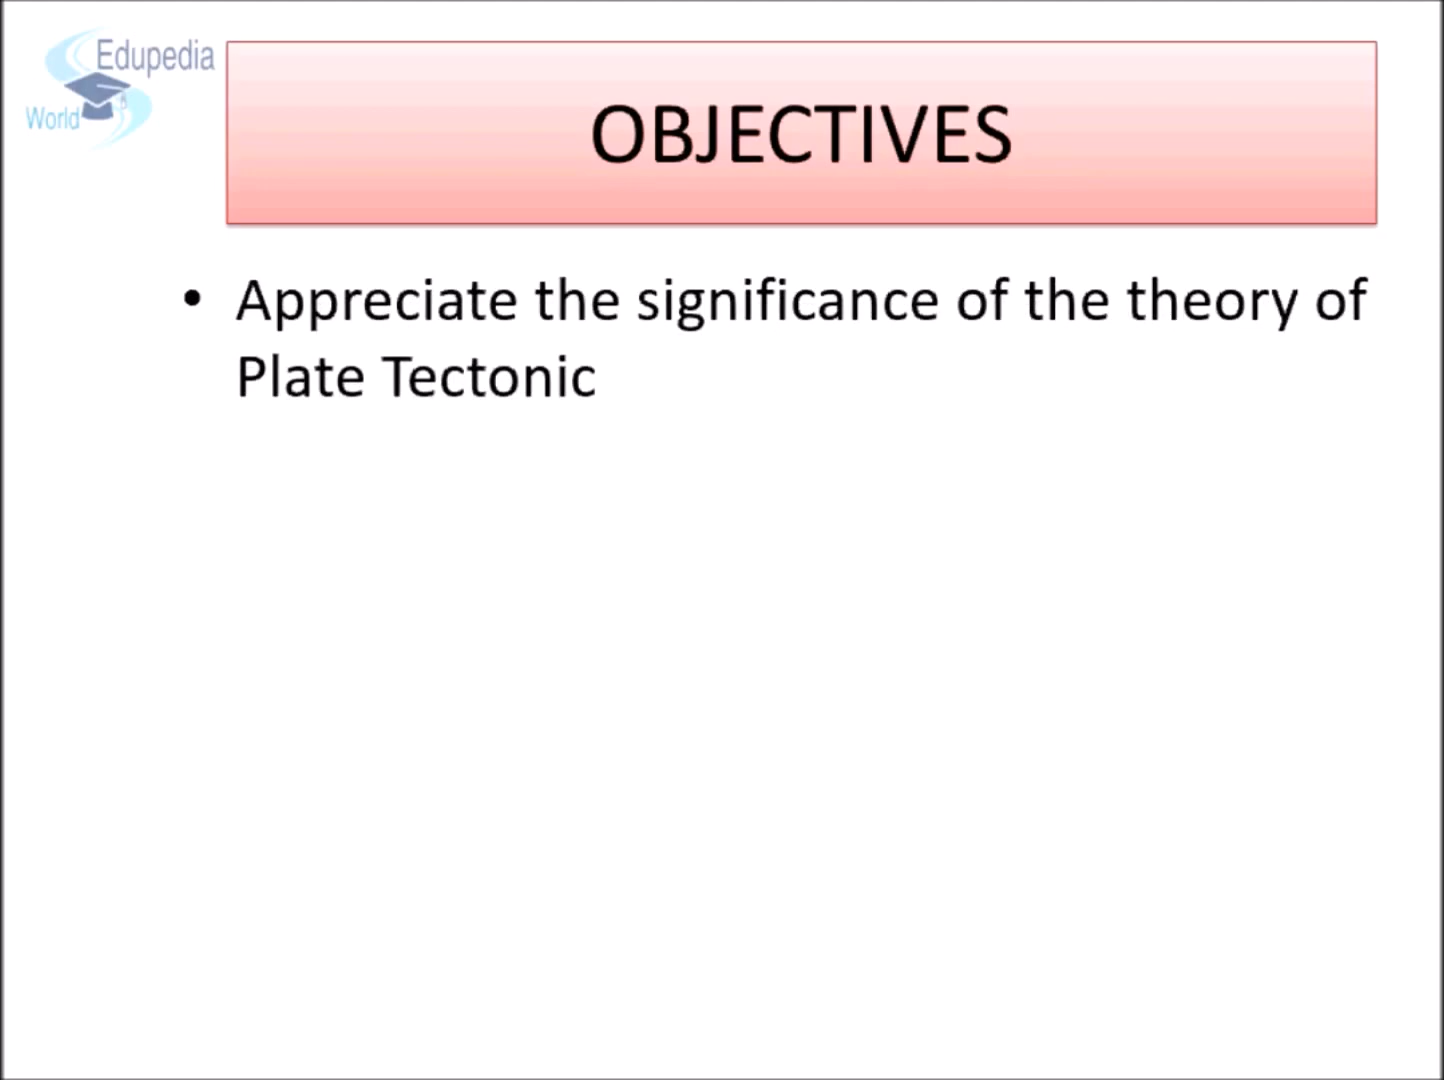 Edupedia
World
OBJECTIVES
• Appreciate the significance of the theory of
Plate Tectonic